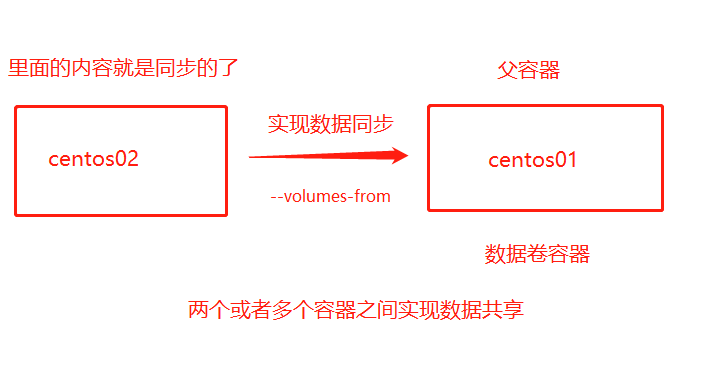 里面的内容就是同步的了
父容器
实现数据同步
centos02
centos01
--volumes-from
数据卷容器
两个或者多个容器之间实现数据共享